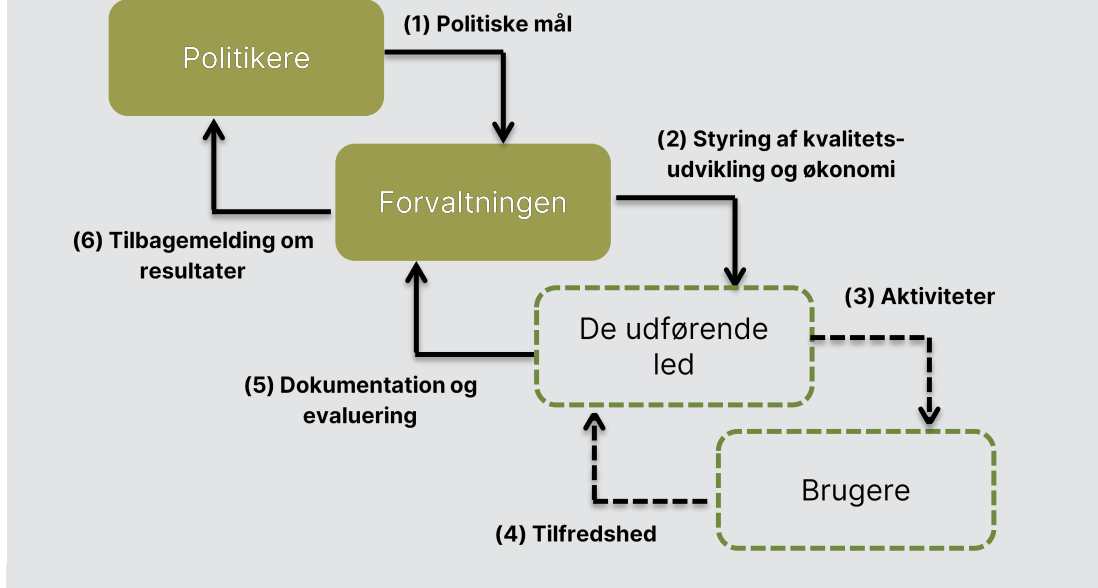 (1) Politiske mål
Politikere
(2) Styring af kvalitets-
udvikling og økonomi
Forvaltningen
(6) Tilbagemelding om
resultater
(3) Aktiviteter
De udførende
led
(5) Dokumentation og
evaluering
Brugere
(4) Tilfredshed